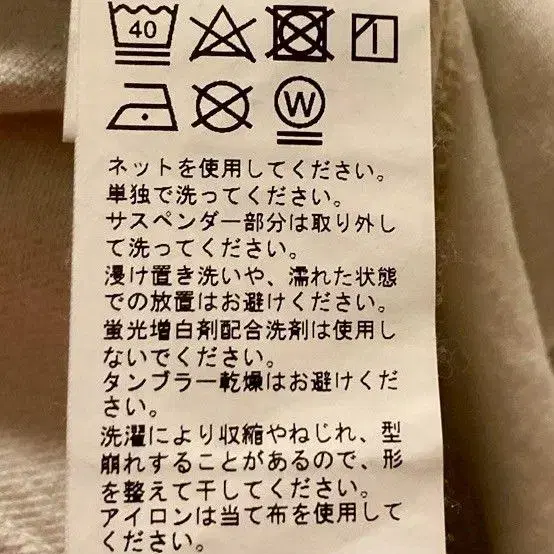 40
W
ネットを使用してください。
単独で洗ってください。
サスペンダー部分は取り外し
て洗ってください。
浸け置き洗いや、濡れた状態
での放置はお避けください。
蛍光増白剤配合洗剤は使用し
ないでください。
タンブラー乾燥はお避けくだ
さい。
洗濯により収縮やねじれ、型
崩れすることがあるので、形
を整えて干してください。
アイロンは当て布を使用して
ください。